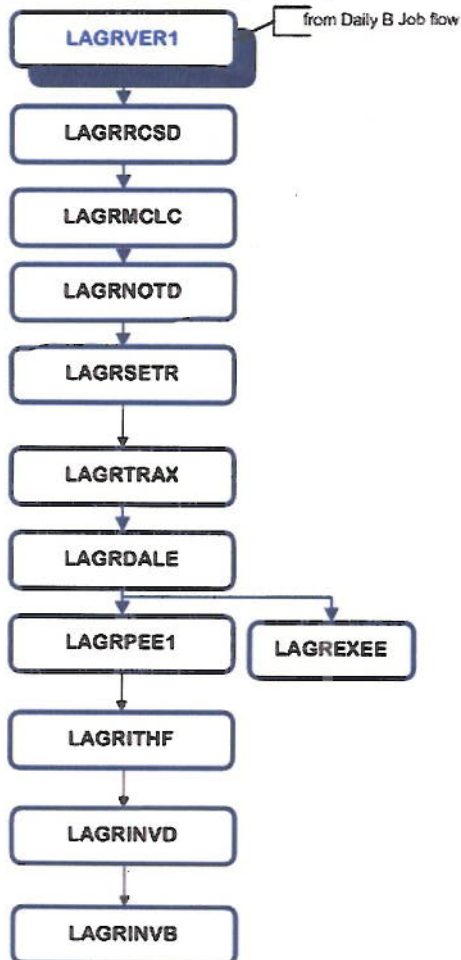 LAGRVER1
from Daily B Job flow
LAGRRCSD
LAGRMCLC
LAGRNOTD
LAGRSETR
LAGRTRAX
LAGRDALE
LAGRPEE1
LAGREXEE
LAGRITHF
LAGRINVD
LAGRINVB